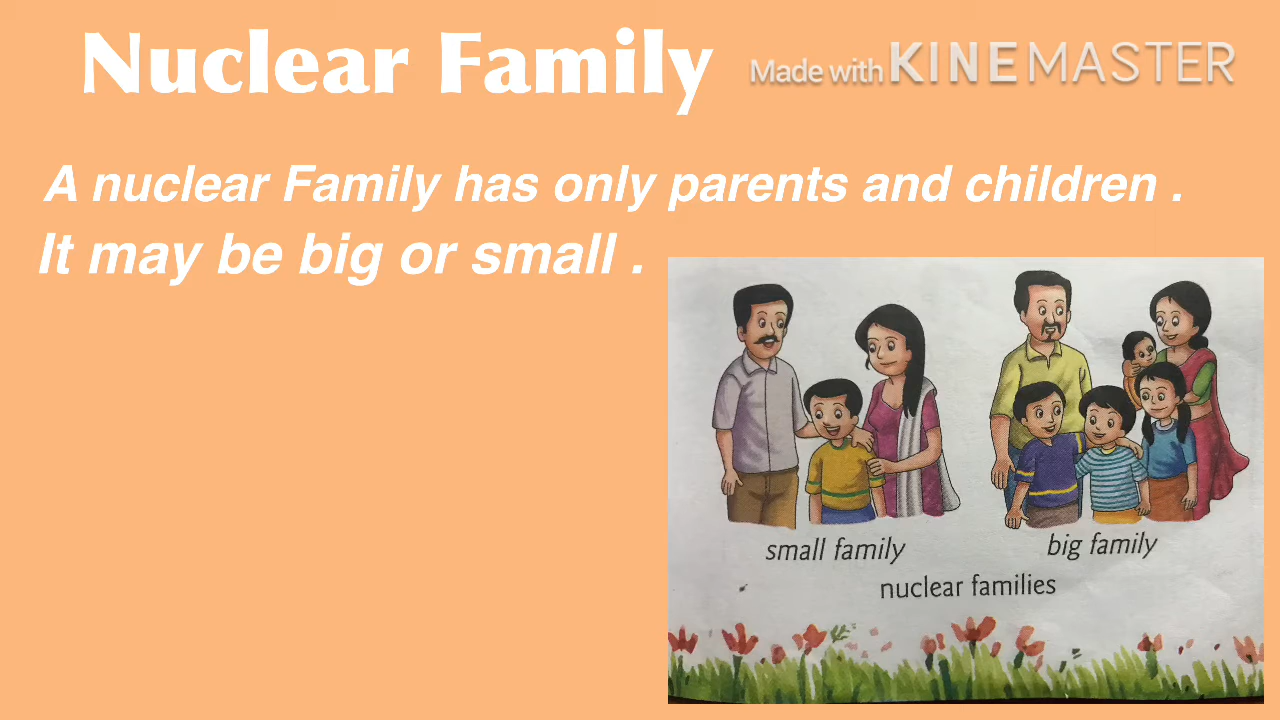 Nuclear Family
Made with KINEMASTER
A nuclear Family has only parents and children .
It may be big or small .
small family
big family
nuclear families